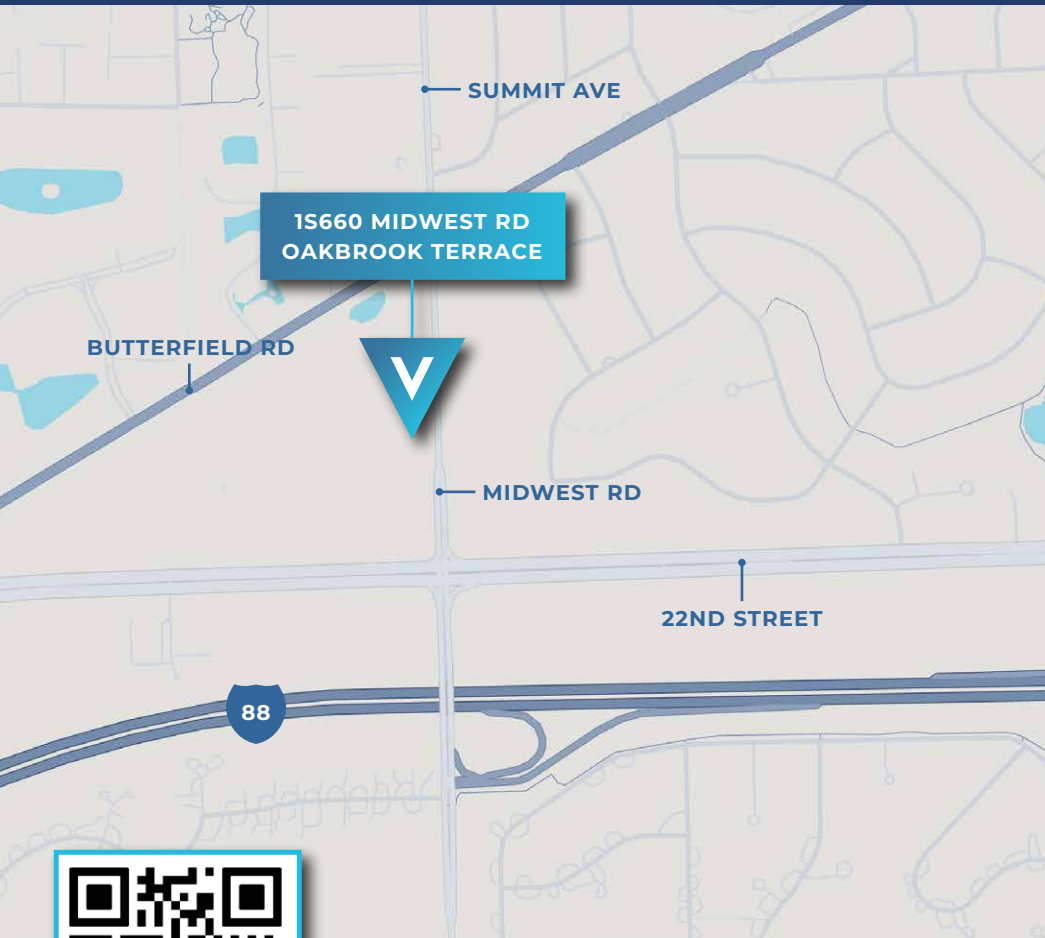 SUMMIT AVE
1S660 MIDWEST RD
OAKBROOK TERRACE
BUTTERFIELD RD
V
MIDWEST RD
22ND STREET
88